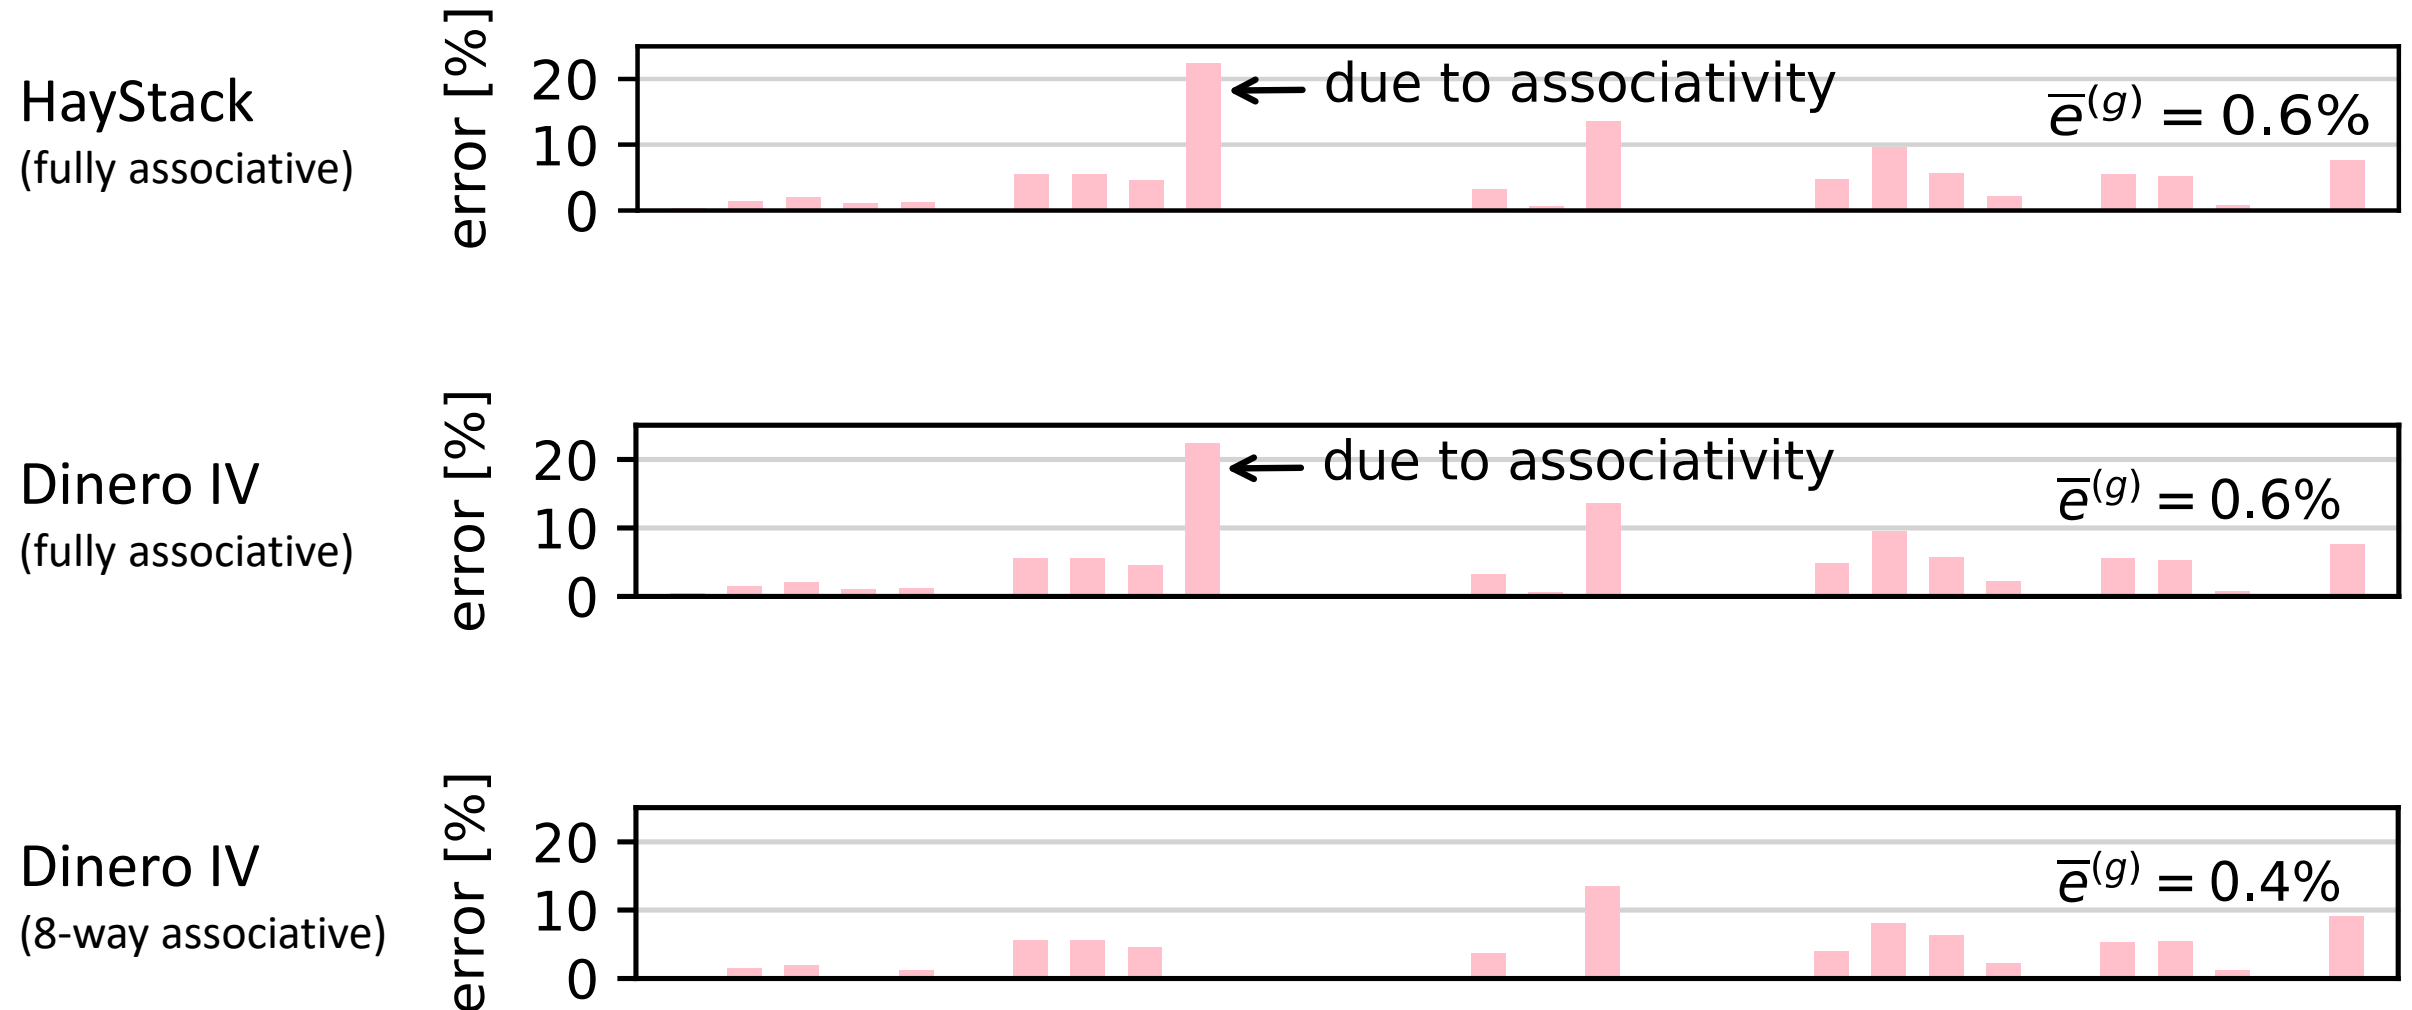 HayStack
(fully associative)
error [%]
20
10
0
due to associativity
e̅⁽ᵍ⁾ = 0.6%
Dinero IV
(fully associative)
error [%]
20
10
0
due to associativity
e̅⁽ᵍ⁾ = 0.6%
Dinero IV
(8-way associative)
error [%]
20
10
0
e̅⁽ᵍ⁾ = 0.4%